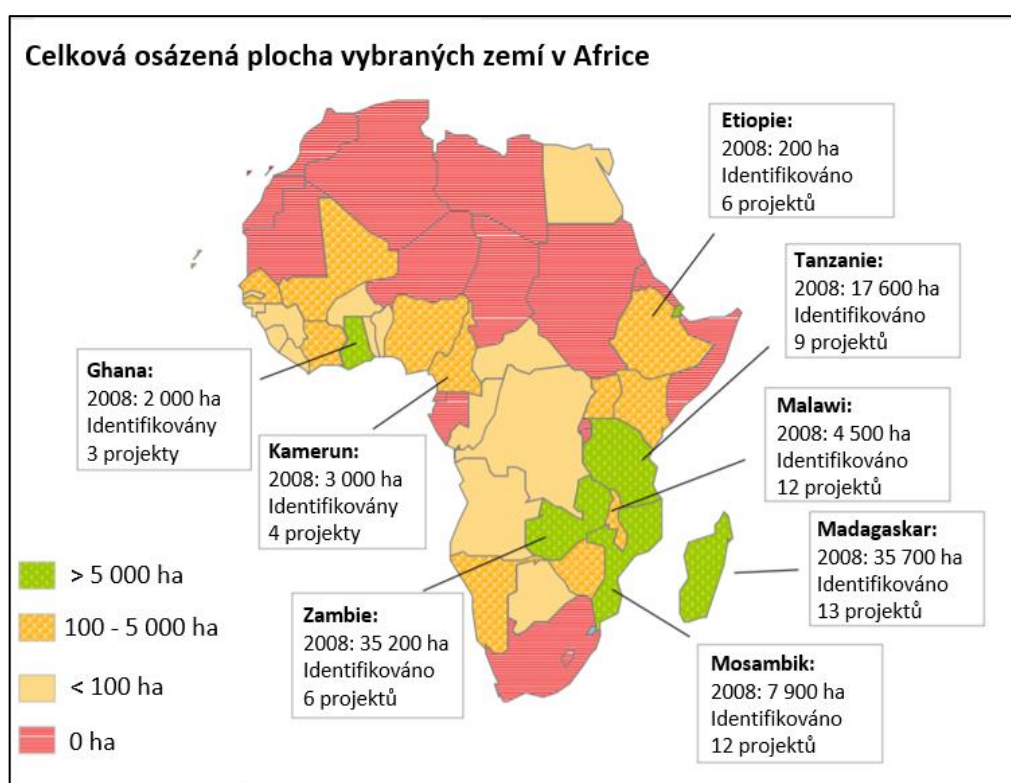 Celková osázená plocha vybraných zemí v Africe
Etiopie:
2008: 200 ha
Identifikováno
6 projektů
Tanzanie:
2008: 17 600 ha
Identifikováno
9 projektů
Ghana:
2008: 2 000 ha
Identifikovány
3 projekty
Kamerun:
2008: 3 000 ha
Identifikovány
4 projekty
Malawi:
2008: 4 500 ha
Identifikováno
12 projektů
Madagaskar:
2008: 35 700 ha
Identifikováno
13 projektů
Zambie:
2008: 35 200 ha
Identifikováno
6 projektů
Mosambik:
2008: 7 900 ha
Identifikováno
12 projektů
> 5 000 ha
100 - 5 000 ha
< 100 ha
0 ha